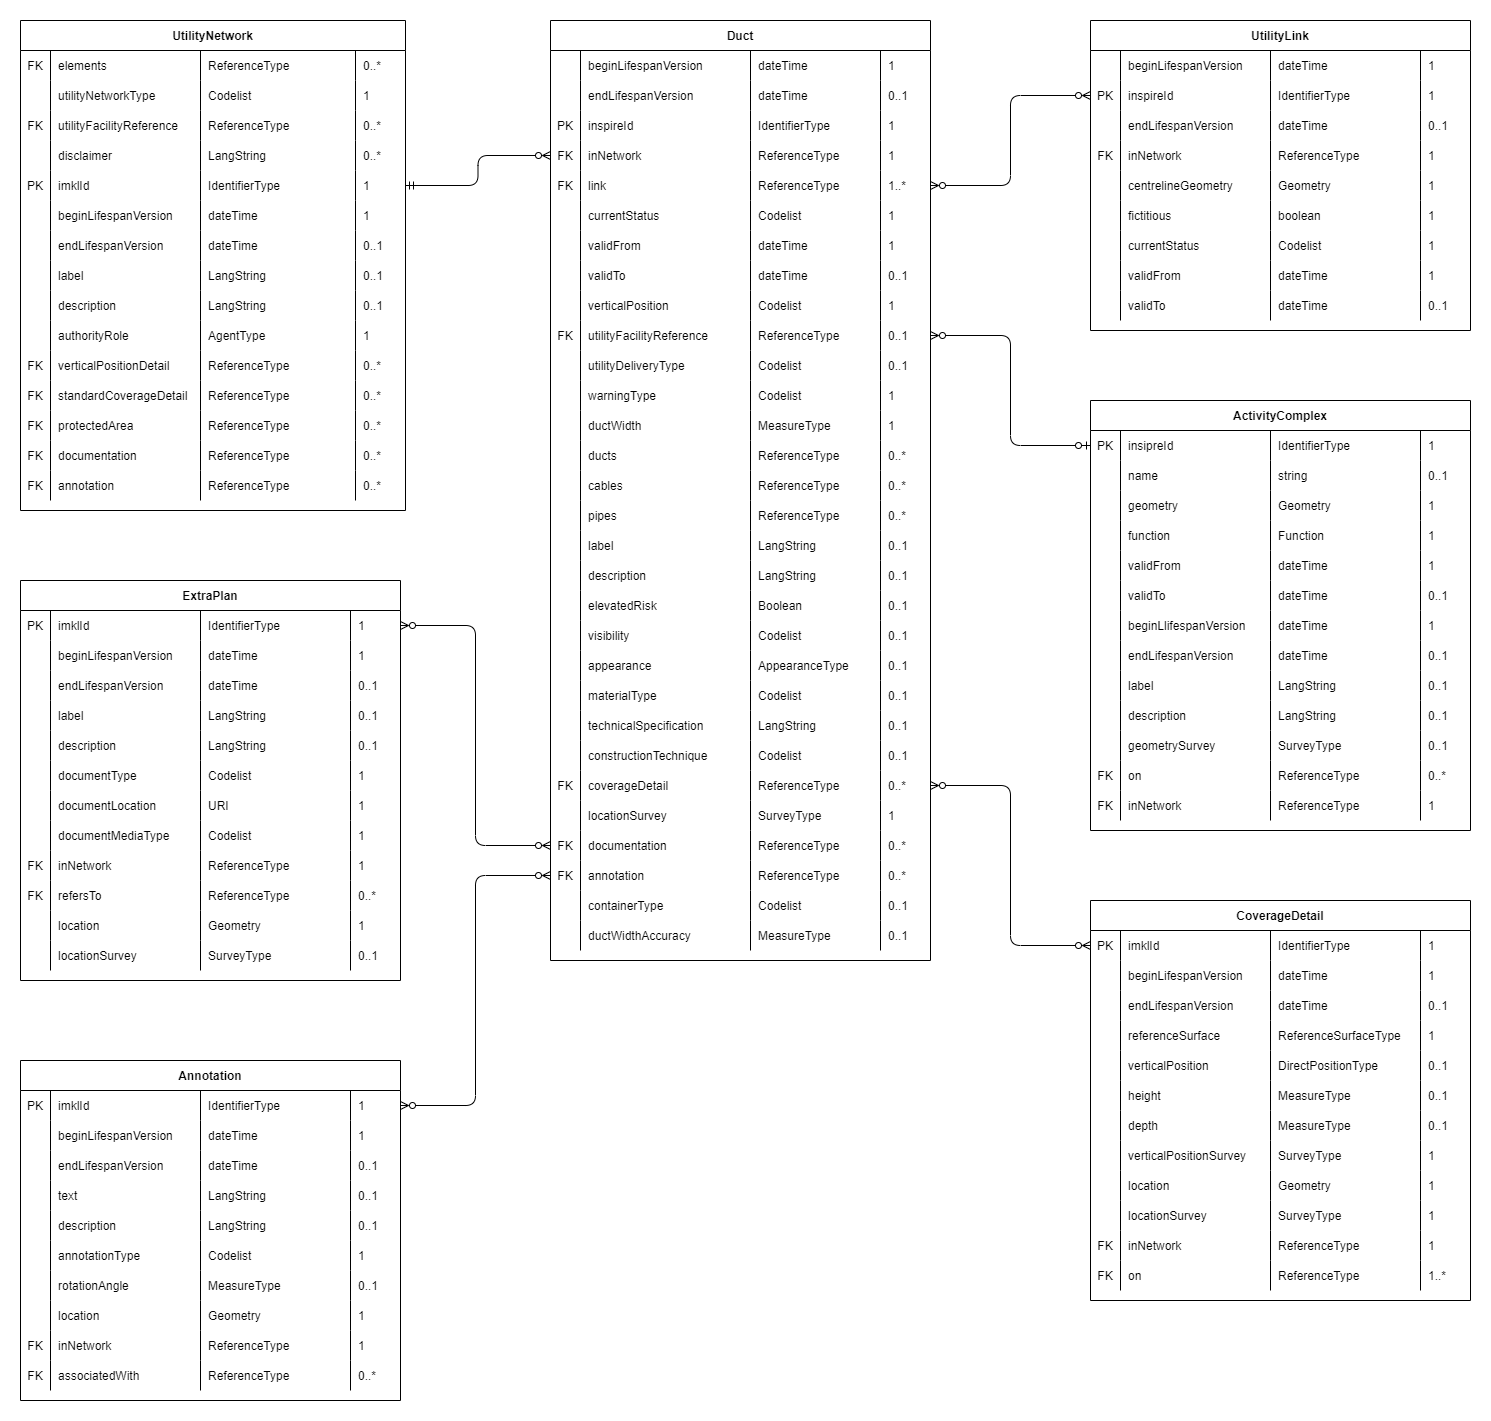 UtilityNetwork
FK elements ReferenceType 0..*
utilityNetworkType Codelist 1
FK utilityFacilityReference ReferenceType 0..*
disclaimer LangString 0..*
PK imklId IdentifierType 1
beginLifespanVersion dateTime 1
endLifespanVersion dateTime 0..1
label LangString 0..1
description LangString 0..1
authorityRole AgentType 1
FK verticalPositionDetail ReferenceType 0..*
FK standardCoverageDetail ReferenceType 0..*
FK protectedArea ReferenceType 0..*
FK documentation ReferenceType 0..*
FK annotation ReferenceType 0..*
ExtraPlan
PK imklId IdentifierType 1
beginLifespanVersion dateTime 1
endLifespanVersion dateTime 0..1
label LangString 0..1
description LangString 0..1
documentType Codelist 1
documentLocation URI 1
documentMediaType Codelist 1
FK inNetwork ReferenceType 1
FK refersTo ReferenceType 0..*
location Geometry 1
locationSurvey SurveyType 0..1
Annotation
PK imklId IdentifierType 1
beginLifespanVersion dateTime 1
endLifespanVersion dateTime 0..1
text LangString 0..1
description LangString 0..1
annotationType Codelist 1
rotationAngle MeasureType 0..1
location Geometry 1
FK inNetwork ReferenceType 1
FK associatedWith ReferenceType 0..*
Duct
beginLifespanVersion dateTime 1
endLifespanVersion dateTime 0..1
PK inspireId IdentifierType 1
FK inNetwork ReferenceType 1
FK link ReferenceType 1..*
currentStatus Codelist 1
validFrom dateTime 1
validTo dateTime 0..1
verticalPosition Codelist 1
FK utilityFacilityReference ReferenceType 0..1
utilityDeliveryType Codelist 0..1
warningType Codelist 1
ductWidth MeasureType 1
ducts ReferenceType 0..*
cables ReferenceType 0..*
pipes ReferenceType 0..*
label LangString 0..1
description LangString 0..1
elevatedRisk Boolean 0..1
visibility Codelist 0..1
appearance AppearanceType 0..1
materialType Codelist 0..1
technicalSpecification LangString 0..1
constructionTechnique Codelist 0..1
FK coverageDetail ReferenceType 0..*
locationSurvey SurveyType 1
FK documentation ReferenceType 0..*
FK annotation ReferenceType 0..*
containerType Codelist 0..1
ductWidthAccuracy MeasureType 0..1
UtilityLink
beginLifespanVersion dateTime 1
PK inspireId IdentifierType 1
endLifespanVersion dateTime 0..1
FK inNetwork ReferenceType 1
centrelineGeometry Geometry 1
fictitious boolean 1
currentStatus Codelist 1
validFrom dateTime 1
validTo dateTime 0..1
ActivityComplex
PK insipreId IdentifierType 1
name string 0..1
geometry Geometry 1
function Function 1
validFrom dateTime 1
validTo dateTime 0..1
beginLlifespanVersion dateTime 1
endLifespanVersion dateTime 0..1
label LangString 0..1
description LangString 0..1
geometrySurvey SurveyType 0..1
FK on ReferenceType 0..*
FK inNetwork ReferenceType 1
CoverageDetail
PK imklId IdentifierType 1
beginLifespanVersion dateTime 1
endLifespanVersion dateTime 0..1
referenceSurface ReferenceSurfaceType 1
verticalPosition DirectPositionType 0..1
height MeasureType 0..1
depth MeasureType 0..1
verticalPositionSurvey SurveyType 1
location Geometry 1
locationSurvey SurveyType 1
FK inNetwork ReferenceType 1
FK on ReferenceType 1..*